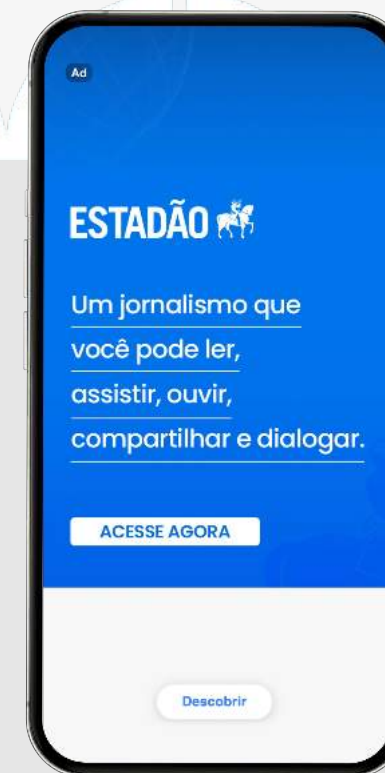 Ad
ESTADÃO
Um jornalismo que
você pode ler,
assistir, ouvir,
compartilhar e dialogar.
ACESSE AGORA
Descobrir